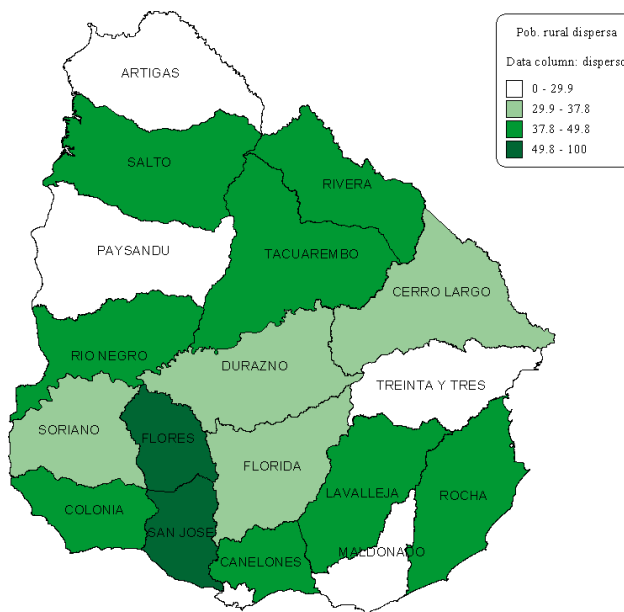 Pob. rural dispersa
Data column: disperso
0 - 29.9
29.9 - 37.8
37.8 - 49.8
49.8 - 100
ARTIGAS
SALTO
RIVERA
PAYSANDU
TACUAREMBO
CERRO LARGO
RIO NEGRO
DURAZNO
TREINTA Y TRES
SORIANO
FLORES
FLORIDA
LAVALLEJA
ROCHA
COLONIA
SAN JOSE
CANELONES
MALDONADO